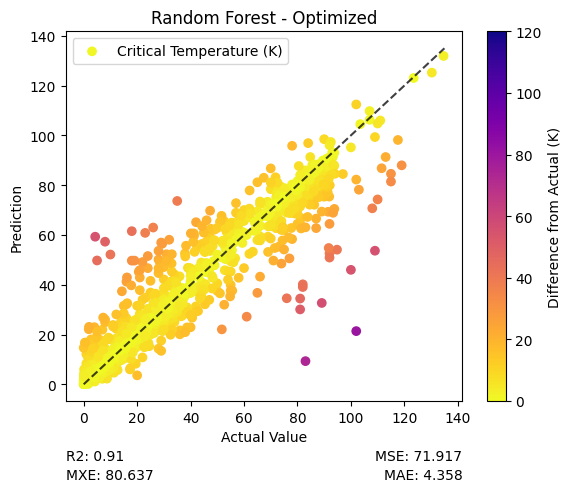 Random Forest - Optimized
Critical Temperature (K)
140
120
100
80
60
40
20
0
Prediction
0 20 40 60 80 100 120 140
Actual Value
120
100
80
60
40
20
0
Difference from Actual (K)
R2: 0.91 MSE: 71.917
MXE: 80.637 MAE: 4.358